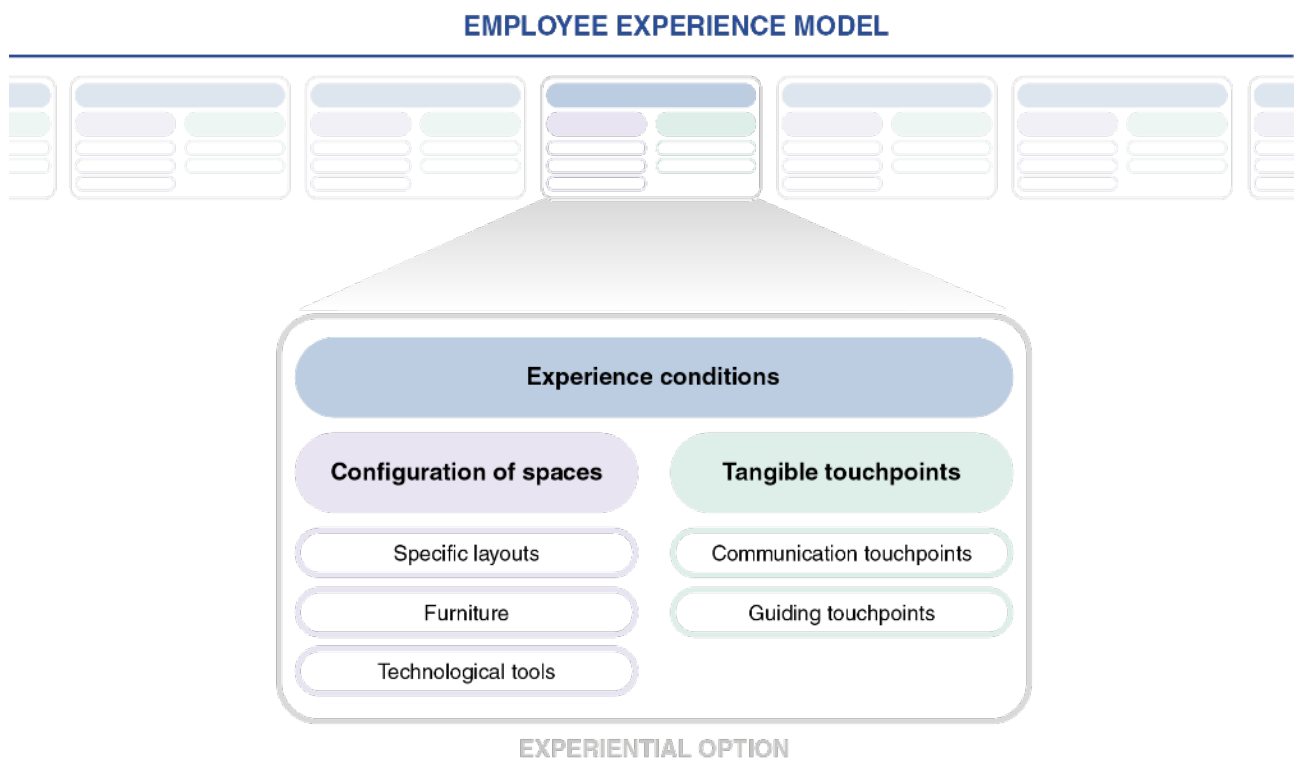 EMPLOYEE EXPERIENCE MODEL
Experience conditions
Configuration of spaces
Tangible touchpoints
Specific layouts
Communication touchpoints
Furniture
Guiding touchpoints
Technological tools
EXPERIENTIAL OPTION